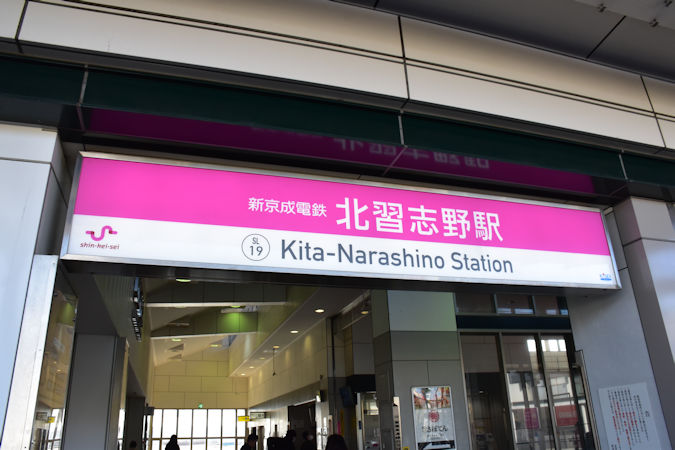 新京成電鉄 北習志野駅
shin-kei-sei
SL
19
Kita-Narashino Station